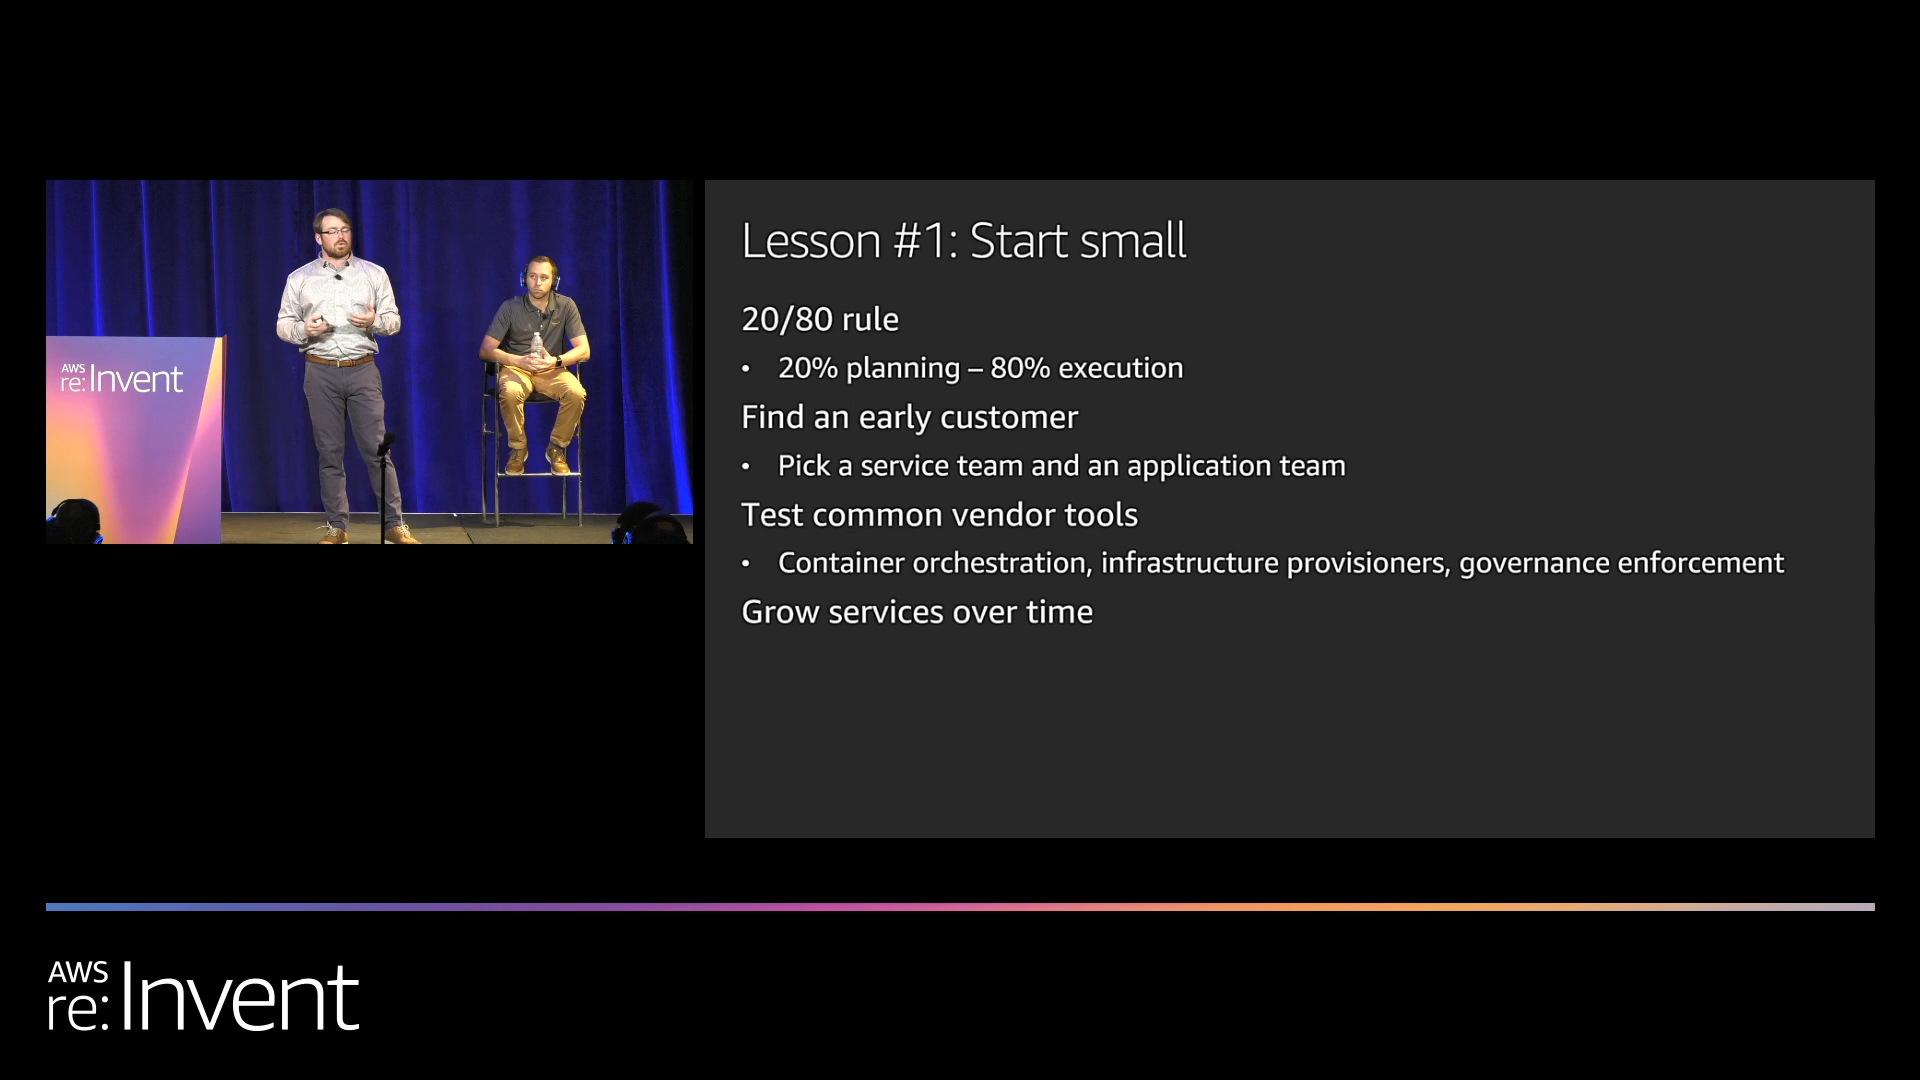 AWS
re:Invent
Lesson #1: Start small
20/80 rule
• 20% planning – 80% execution
Find an early customer
• Pick a service team and an application team
Test common vendor tools
• Container orchestration, infrastructure provisioners, governance enforcement
Grow services over time
AWS
re:Invent